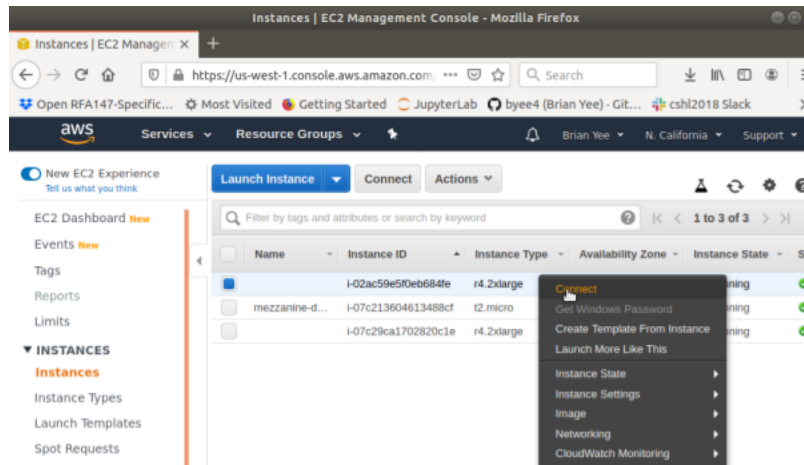 Instances | EC2 Management Console - Mozilla Firefox
Instances | EC2 Managem
https://us-west-1.console.aws.amazon.com/ ••• Search
Open RFA147-Specific... Most Visited Getting Started JupyterLab byee4 (Brian Yee) · Git... cshl2018 Slack
aws Services Resource Groups Brian Yee N. California Support
New EC2 Experience
Tell us what you think
Launch Instance Connect Actions
EC2 Dashboard New
Filter by tags and attributes or search by keyword 1 to 3 of 3
Events New
Name Instance ID Instance Type Availability Zone Instance State S
Tags
i-02ac59e5f0eb684fe r4.2xlarge Connect ning
Reports
mezzanine-d... i-07c213604613488cf t2.micro Get Windows Password ning
Limits
i-07c29ca1702820c1e r4.2xlarge Create Template From Instance ning
Launch More Like This
INSTANCES
Instances
Instance State
Instance Types
Instance Settings
Launch Templates
Image
Networking
Spot Requests
CloudWatch Monitoring